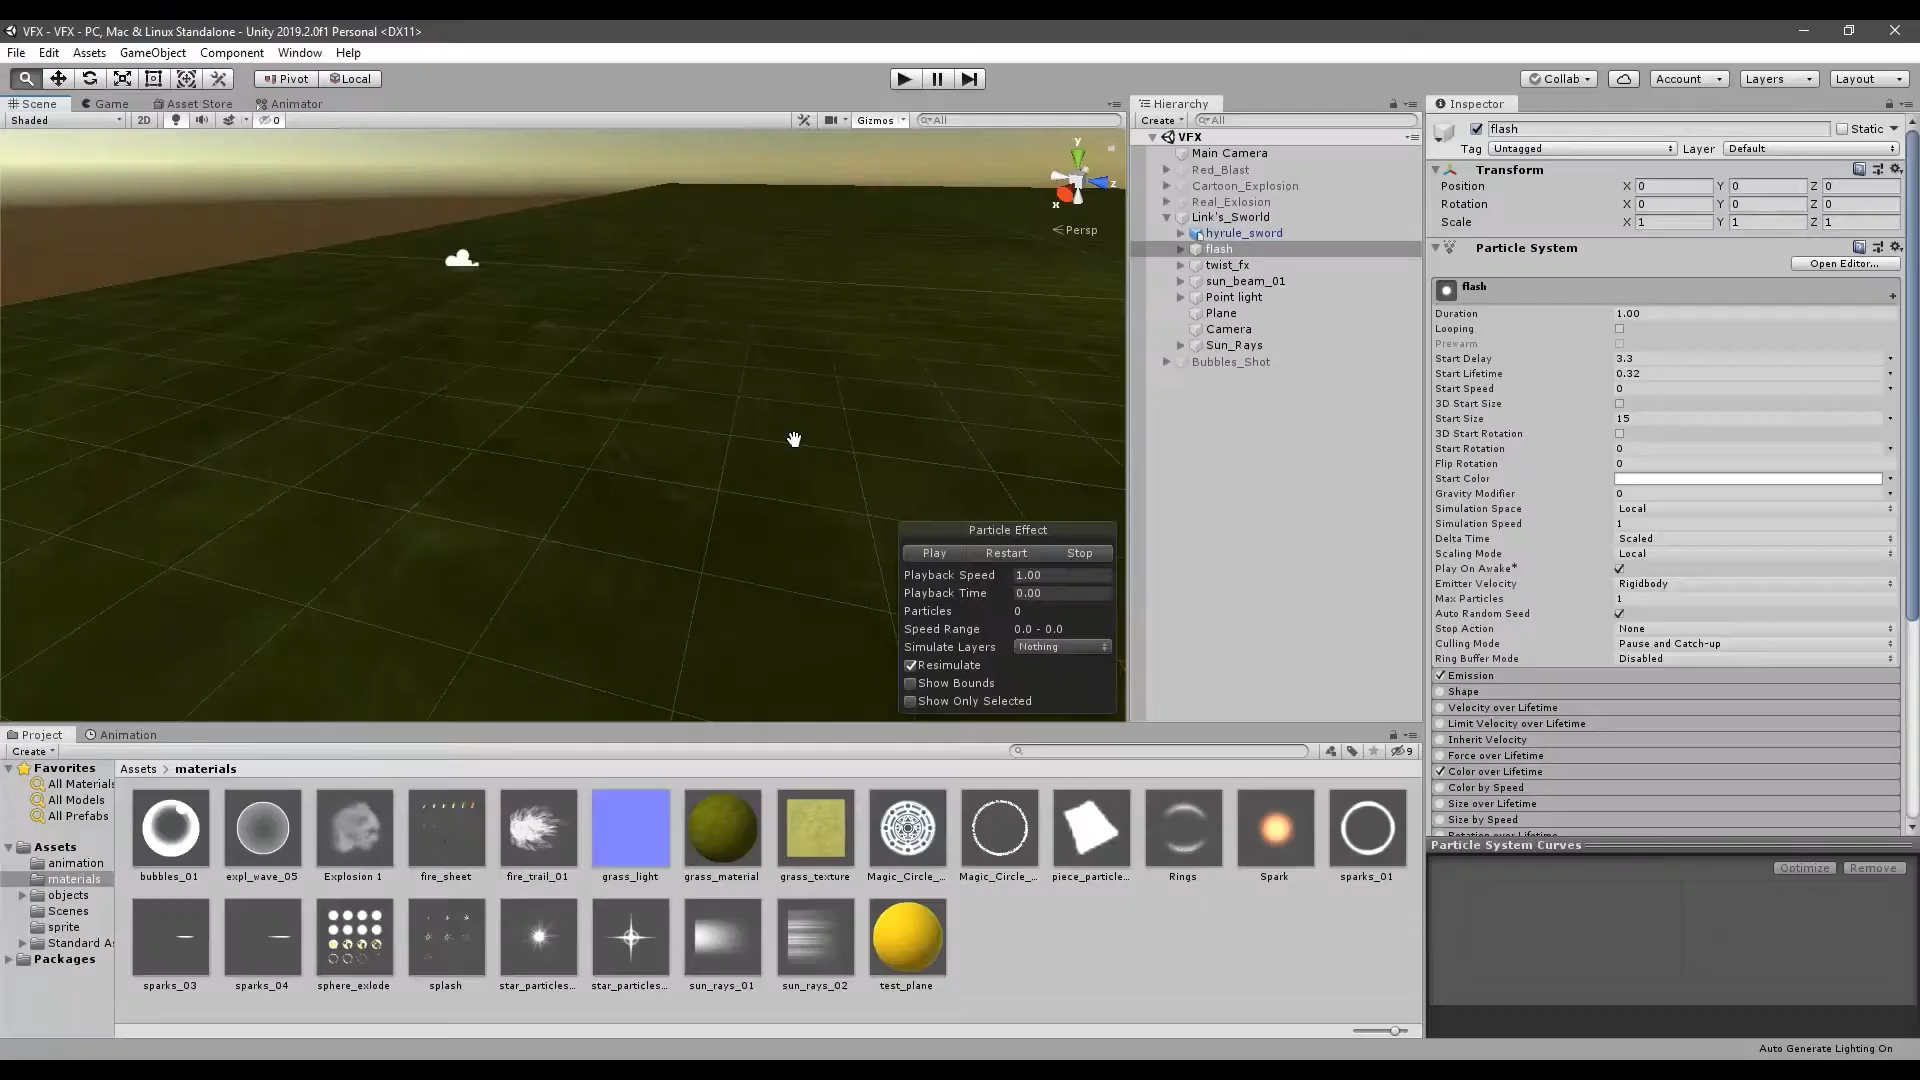 VFX - VFX - PC, Mac & Linux Standalone - Unity 2019.2.0f1 Personal <DX11>
File Edit Assets GameObject Component Window Help
Pivot Local Collab Account Layers Layout
Scene Game Asset Store Animator
Shaded 2D 0 Gizmos All
y
z
x
Persp
Particle Effect
Play Restart Stop
Playback Speed 1.00
Playback Time 0.00
Particles 0
Speed Range 0.0 - 0.0
Simulate Layers Nothing
Resimulate
Show Bounds
Show Only Selected
Hierarchy
Create All
VFX
Main Camera
Red_Blast
Cartoon_Explosion
Real_Exlosion
Link's_Sworld
hyrule_sword
flash
twist_fx
sun_beam_01
Point light
Plane
Camera
Sun_Rays
Bubbles_Shot
Inspector
flash Static
Tag Untagged Layer Default
Transform
Position X 0 Y 0 Z 0
Rotation X 0 Y 0 Z 0
Scale X 1 Y 1 Z 1
Particle System
Open Editor...
flash
Duration 1.00
Looping
Prewarm
Start Delay 3.3
Start Lifetime 0.32
Start Speed 0
3D Start Size
Start Size 15
3D Start Rotation
Start Rotation 0
Flip Rotation 0
Start Color
Gravity Modifier 0
Simulation Space Local
Simulation Speed 1
Delta Time Scaled
Scaling Mode Local
Play On Awake*
Emitter Velocity Rigidbody
Max Particles 1
Auto Random Seed
Stop Action None
Culling Mode Pause and Catch-up
Ring Buffer Mode Disabled
Emission
Shape
Velocity over Lifetime
Limit Velocity over Lifetime
Inherit Velocity
Force over Lifetime
Color over Lifetime
Color by Speed
Size over Lifetime
Size by Speed
Rotation over Lifetime
Particle System Curves
Optimize Remove
Project Animation
Create 9
Favorites
All Materials
All Models
All Prefabs
Assets
animation
materials
objects
Scenes
sprite
Standard As
Packages
Assets > materials
bubbles_01 expl_wave_05 Explosion 1 fire_sheet fire_trail_01 grass_light grass_material grass_texture Magic_Circle_... Magic_Circle_... piece_particle... Rings Spark sparks_01
sparks_03 sparks_04 sphere_exlode splash star_particles... star_particles... sun_rays_01 sun_rays_02 test_plane
Auto Generate Lighting On